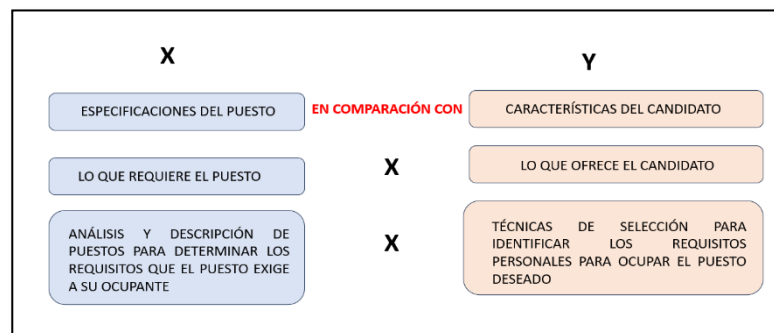 X
Y
ESPECIFICACIONES DEL PUESTO
EN COMPARACIÓN CON
CARACTERÍSTICAS DEL CANDIDATO
LO QUE REQUIERE EL PUESTO
X
LO QUE OFRECE EL CANDIDATO
ANÁLISIS Y DESCRIPCIÓN DE
PUESTOS PARA DETERMINAR LOS
REQUISITOS QUE EL PUESTO EXIGE
A SU OCUPANTE
X
TÉCNICAS DE SELECCIÓN PARA
IDENTIFICAR LOS REQUISITOS
PERSONALES PARA OCUPAR EL PUESTO
DESEADO